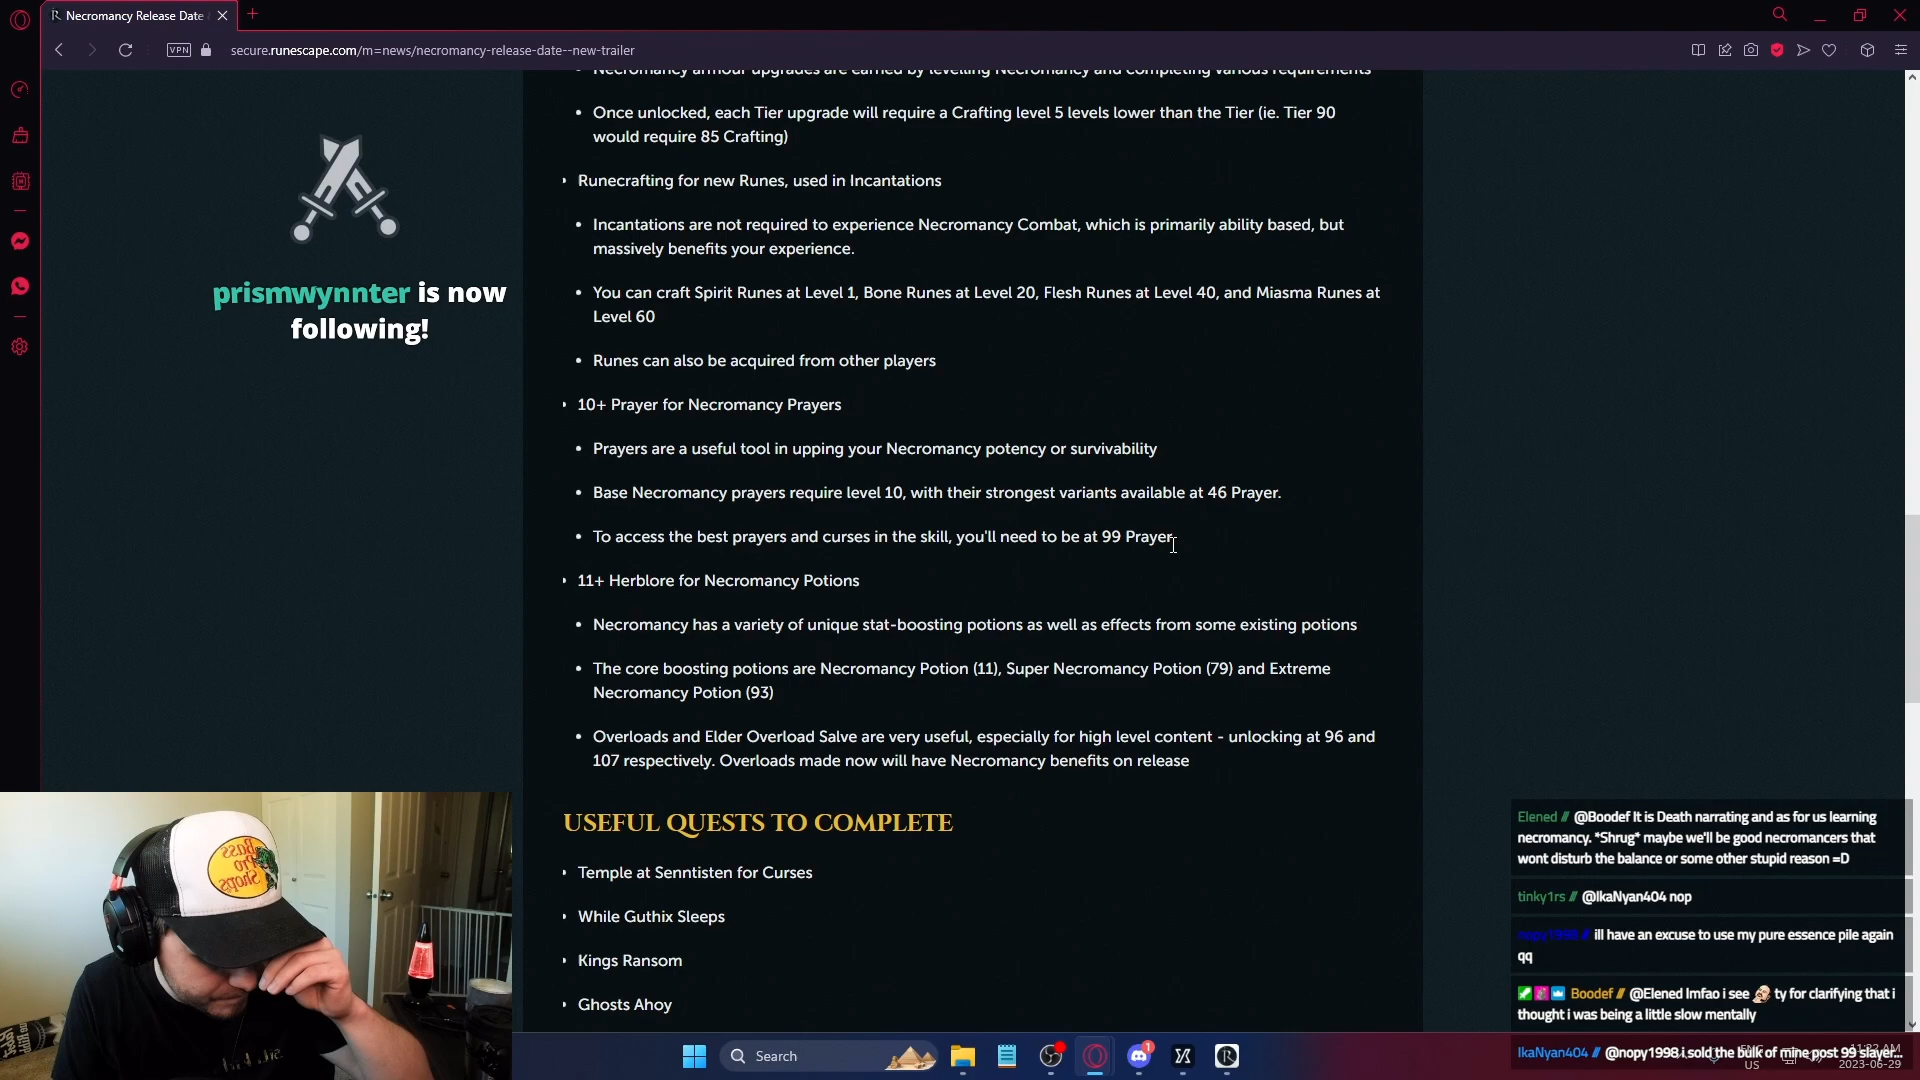 Necromancy Release Date
secure.runescape.com/m=news/necromancy-release-date--new-trailer
VPN
Necromancy armour upgrades are earned by levelling Necromancy and completing various requirements
Once unlocked, each Tier upgrade will require a Crafting level 5 levels lower than the Tier (ie. Tier 90
would require 85 Crafting)
Runecrafting for new Runes, used in Incantations
Incantations are not required to experience Necromancy Combat, which is primarily ability based, but
massively benefits your experience.
You can craft Spirit Runes at Level 1, Bone Runes at Level 20, Flesh Runes at Level 40, and Miasma Runes at
Level 60
Runes can also be acquired from other players
10+ Prayer for Necromancy Prayers
Prayers are a useful tool in upping your Necromancy potency or survivability
Base Necromancy prayers require level 10, with their strongest variants available at 46 Prayer.
To access the best prayers and curses in the skill, you'll need to be at 99 Prayer
11+ Herblore for Necromancy Potions
Necromancy has a variety of unique stat-boosting potions as well as effects from some existing potions
The core boosting potions are Necromancy Potion (11), Super Necromancy Potion (79) and Extreme
Necromancy Potion (93)
Overloads and Elder Overload Salve are very useful, especially for high level content - unlocking at 96 and
107 respectively. Overloads made now will have Necromancy benefits on release
USEFUL QUESTS TO COMPLETE
Temple at Senntisten for Curses
While Guthix Sleeps
Kings Ransom
Ghosts Ahoy
prismwynnter is now
following!
Bass
Pro
Shops
Elened // @Boodef It is Death narrating and as for us learning
necromancy. *Shrug* maybe we'll be good necromancers that
wont disturb the balance or some other stupid reason =D
tinky1rs // @IkaNyan404 nop
nopy1998 // ill have an excuse to use my pure essence pile again
qq
Boodef // @Elened lmfao i see ty for clarifying that i
thought i was being a little slow mentally
IkaNyan404 // @nopy1998 i sold the bulk of mine post 99 slayer...
Search
1
ENG
US
11:22 AM
2023-06-29